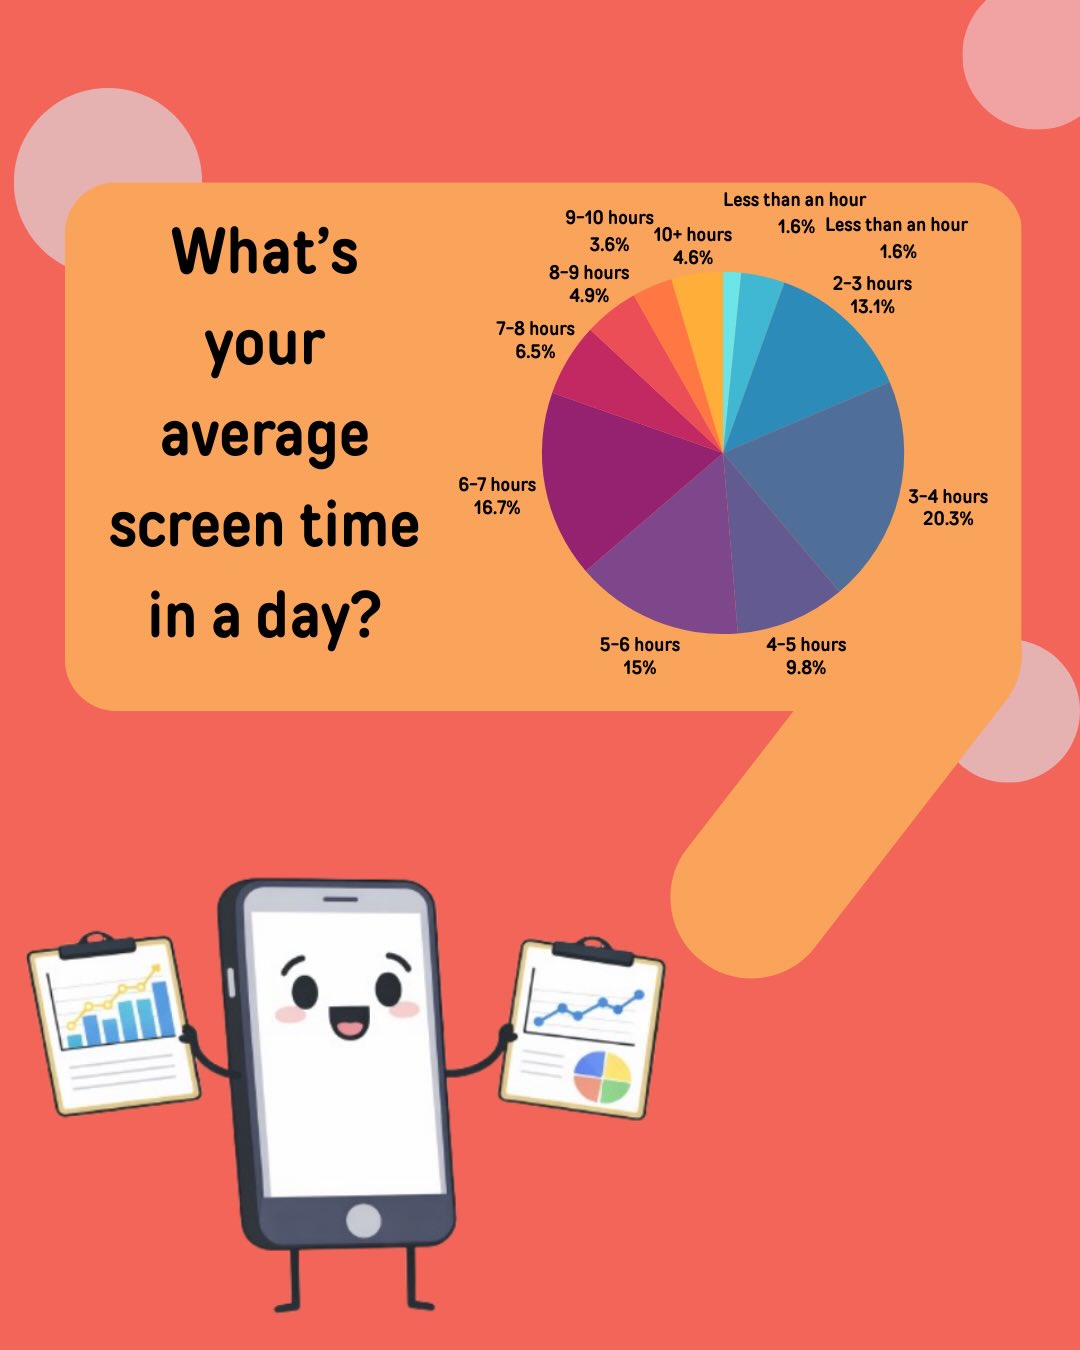 What's
your
average
screen time
in a day?
Less than an hour
1.6%
Less than an hour
1.6%
2-3 hours
13.1%
3-4 hours
20.3%
4-5 hours
9.8%
5-6 hours
15%
6-7 hours
16.7%
7-8 hours
6.5%
8-9 hours
4.9%
9-10 hours
3.6%
10+ hours
4.6%